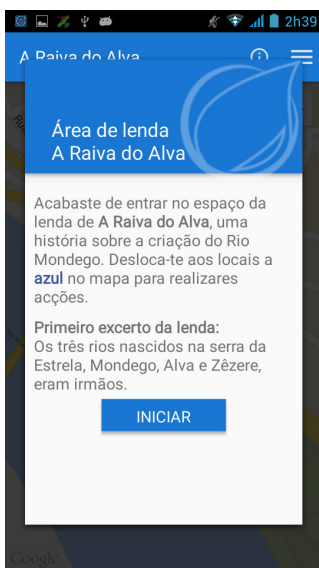 2h39
A Raiva do Alva
Área de lenda
A Raiva do Alva
Acabaste de entrar no espaço da
lenda de A Raiva do Alva, uma
história sobre a criação do Rio
Mondego. Desloca-te aos locais a
azul no mapa para realizares
acções.
Primeiro excerto da lenda:
Os três rios nascidos na serra da
Estrela, Mondego, Alva e Zêzere,
eram irmãos.
INICIAR
Google